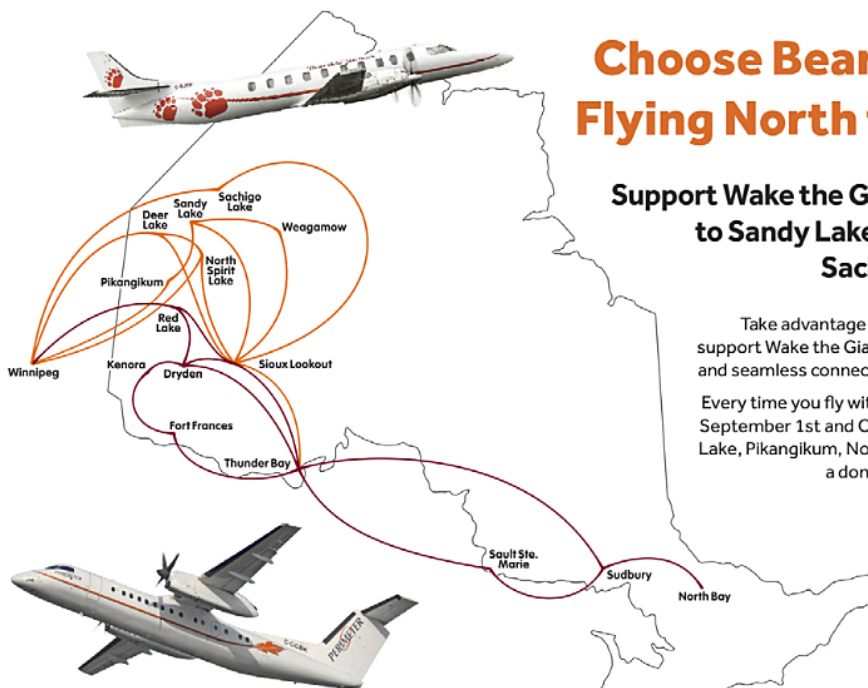 Choose Bear
Flying North
Support Wake the G
to Sandy Lake
Sac
Take advantage
support Wake the Gia
and seamless connec
Every time you fly wit
September 1st and O
Lake, Pikangikum, No
a don
Sachigo
Lake
Sandy
Lake
Deer
Lake
Weagamow
North
Spirit
Lake
Pikangikum
Red
Lake
Winnipeg
Kenora
Dryden
Sioux Lookout
Fort Frances
Thunder Bay
Sault Ste.
Marie
Sudbury
North Bay
PERIMETER